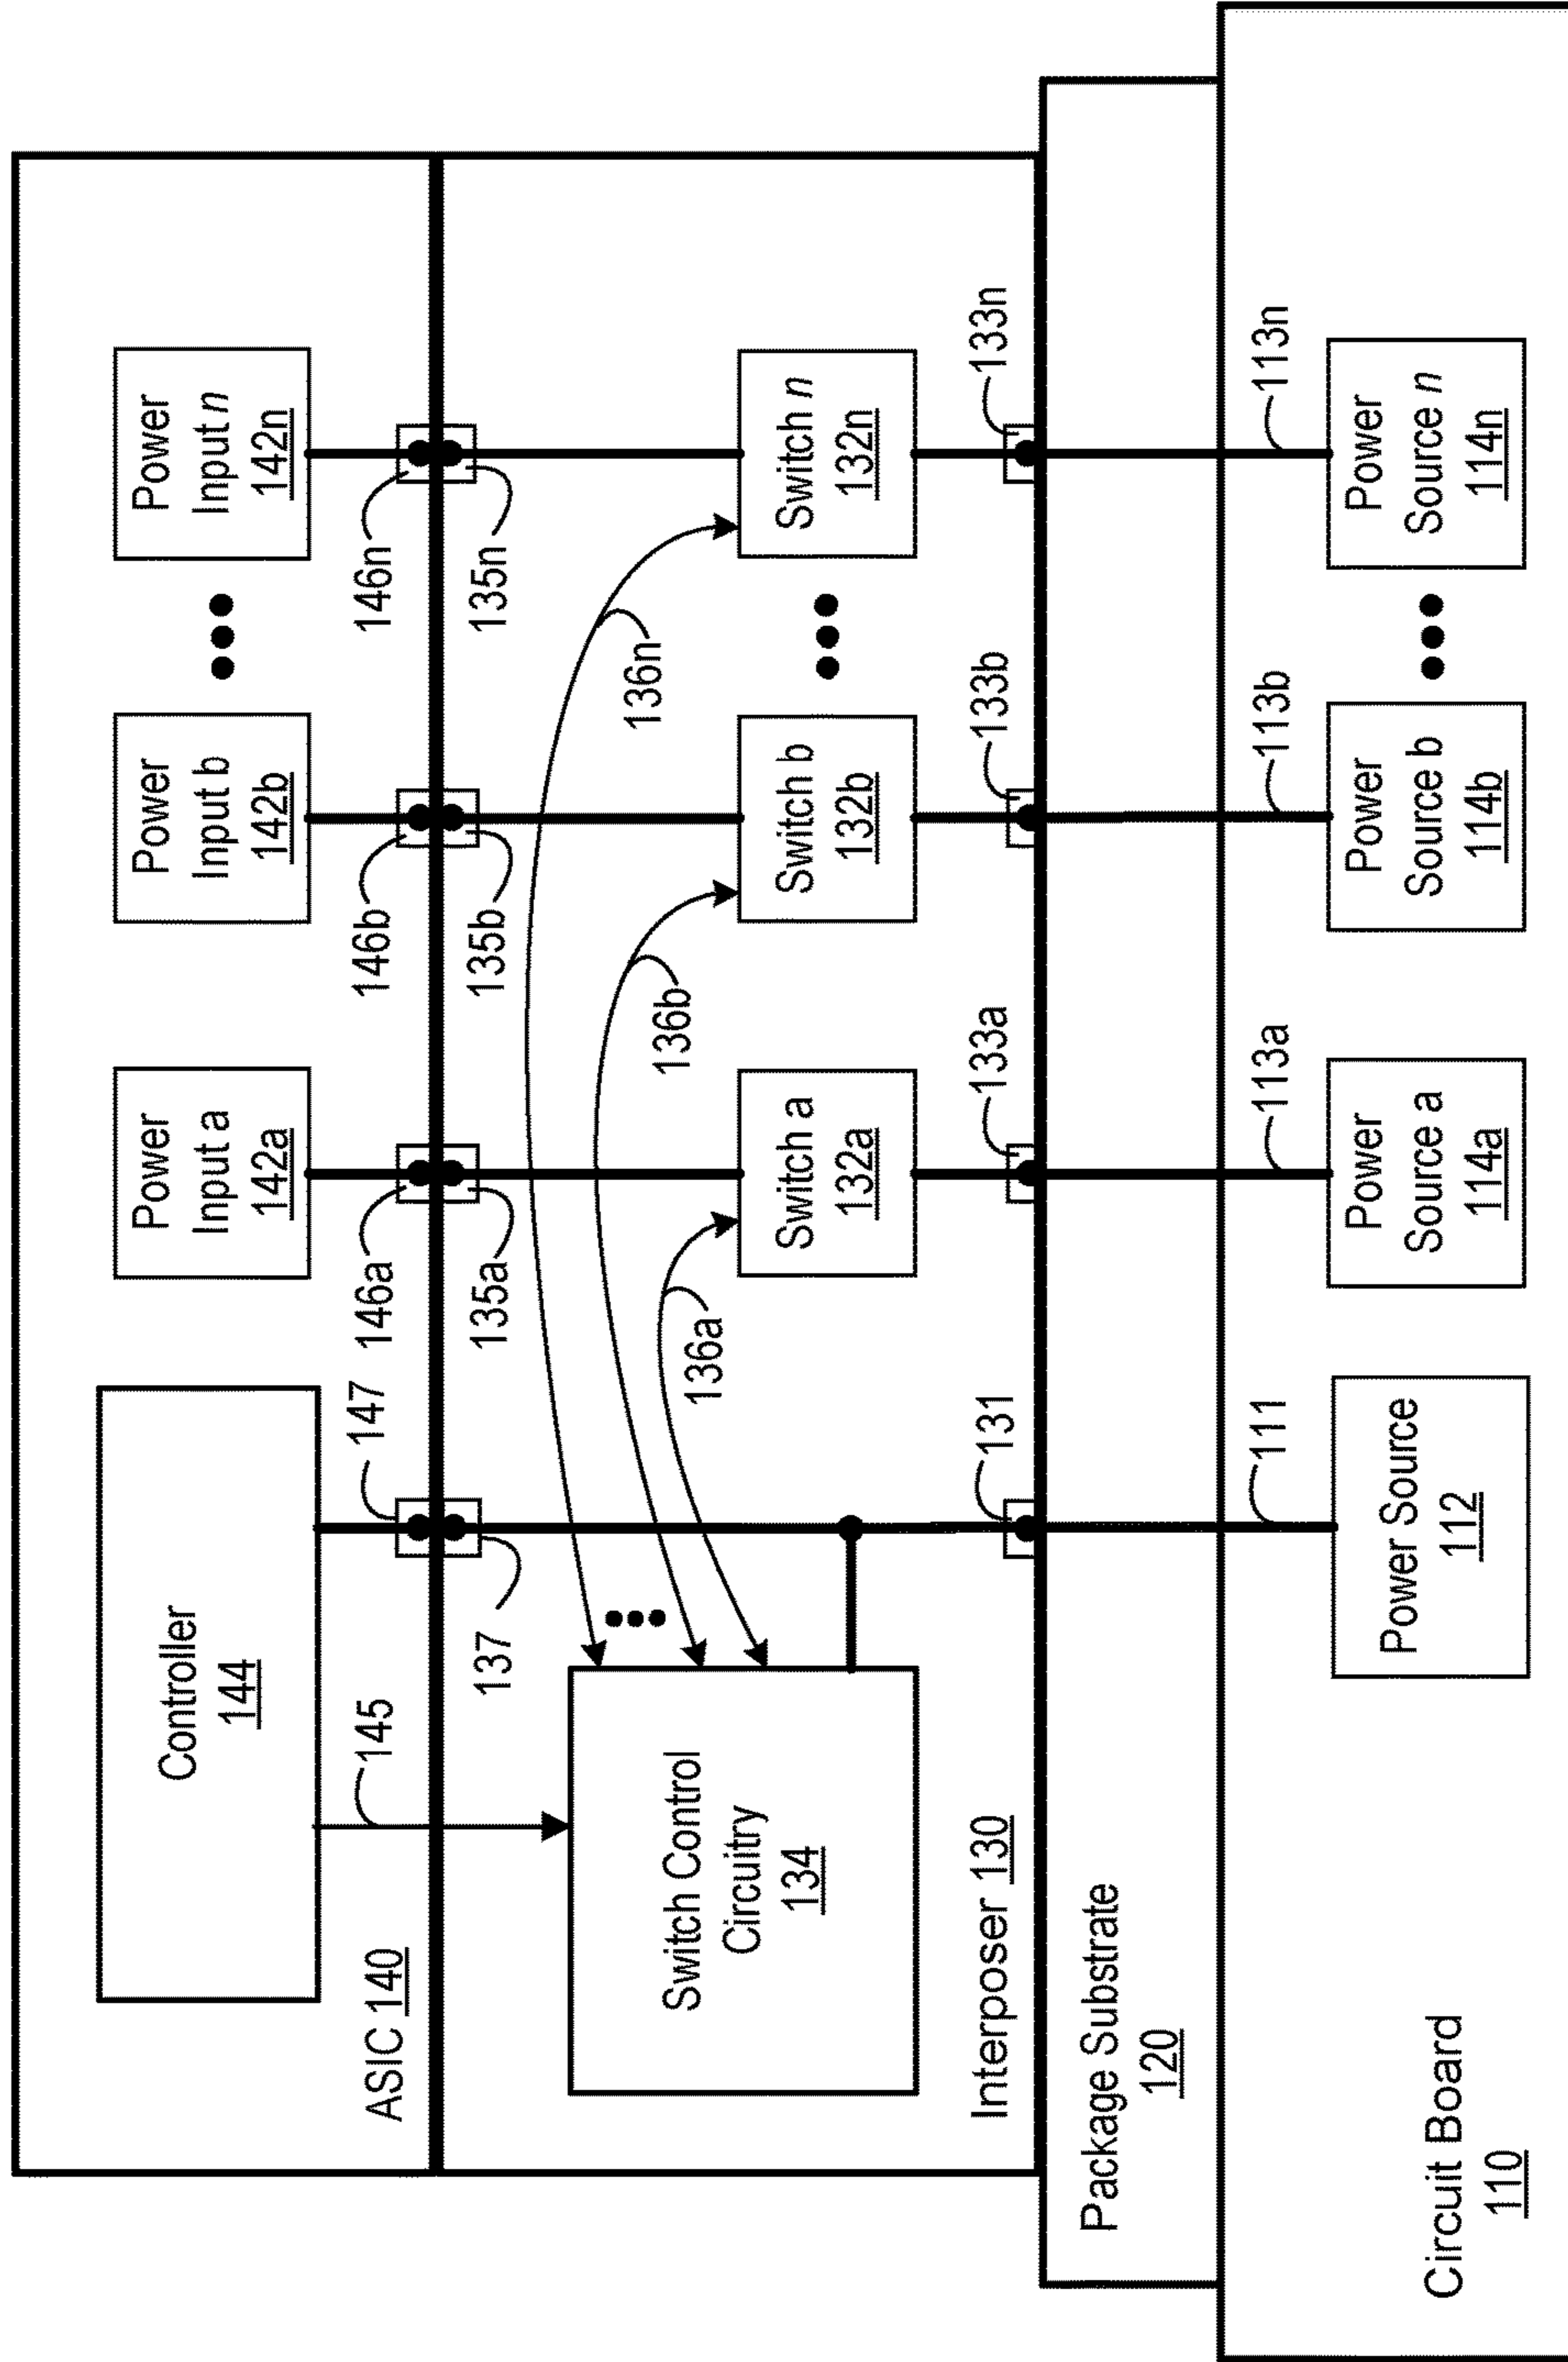 Controller
144
Power
Input a
142a
Power
Input b
142b
Power
Input n
142n
145
147
146a
146b
146n
ASIC 140
137
135a
135b
135n
136n
136b
136a
Switch Control
Circuitry
134
Switch a
132a
Switch b
132b
Switch n
132n
Interposer 130
131
133a
133b
133n
Package Substrate
120
111
113a
113b
113n
Circuit Board
110
Power Source
112
Power
Source a
114a
Power
Source b
114b
Power
Source n
114n